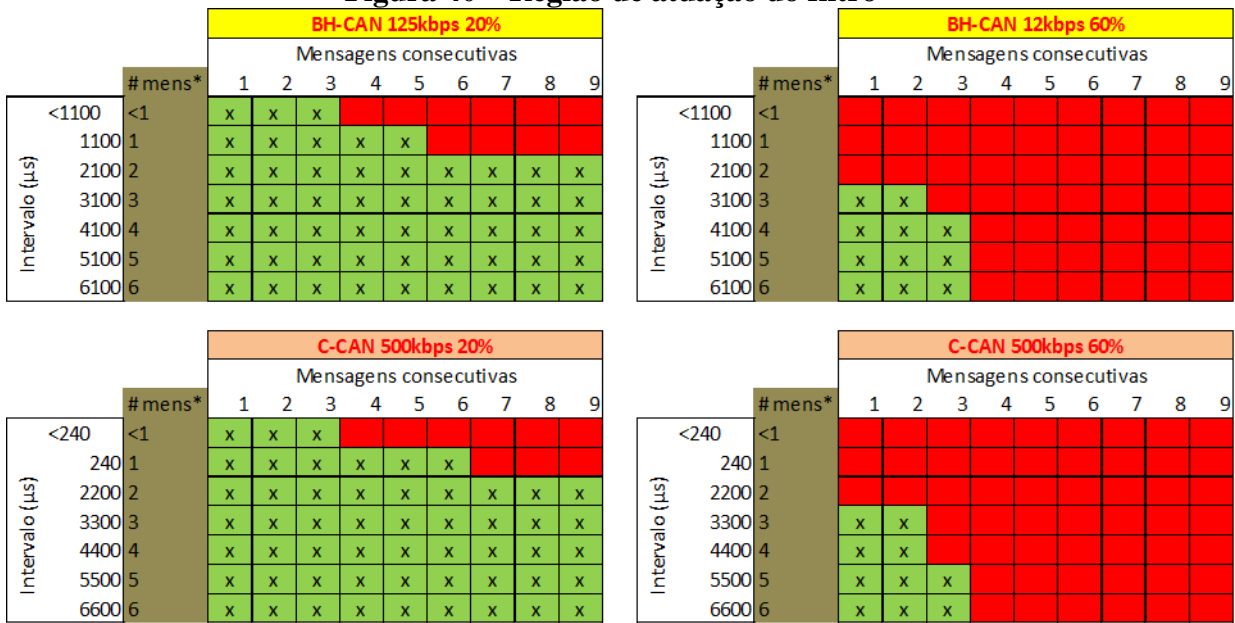 Figura – Região de atuação do filtro
BH-CAN 125kbps 20%
Mensagens consecutivas
# mens* 1 2 3 4 5 6 7 8 9
Intervalo (µs)
<1100 <1 x x x
1100 1 x x x x x
2100 2 x x x x x x x x x
3100 3 x x x x x x x x x
4100 4 x x x x x x x x x
5100 5 x x x x x x x x x
6100 6 x x x x x x x x x
BH-CAN 12kbps 60%
Mensagens consecutivas
# mens* 1 2 3 4 5 6 7 8 9
Intervalo (µs)
<1100 <1
1100 1
2100 2
3100 3 x x
4100 4 x x x
5100 5 x x x
6100 6 x x x
C-CAN 500kbps 20%
Mensagens consecutivas
# mens* 1 2 3 4 5 6 7 8 9
Intervalo (µs)
<240 <1 x x x
240 1 x x x x x x
2200 2 x x x x x x x x x
3300 3 x x x x x x x x x
4400 4 x x x x x x x x x
5500 5 x x x x x x x x x
6600 6 x x x x x x x x x
C-CAN 500kbps 60%
Mensagens consecutivas
# mens* 1 2 3 4 5 6 7 8 9
Intervalo (µs)
<240 <1
240 1
2200 2
3300 3 x x
4400 4 x x
5500 5 x x x
6600 6 x x x